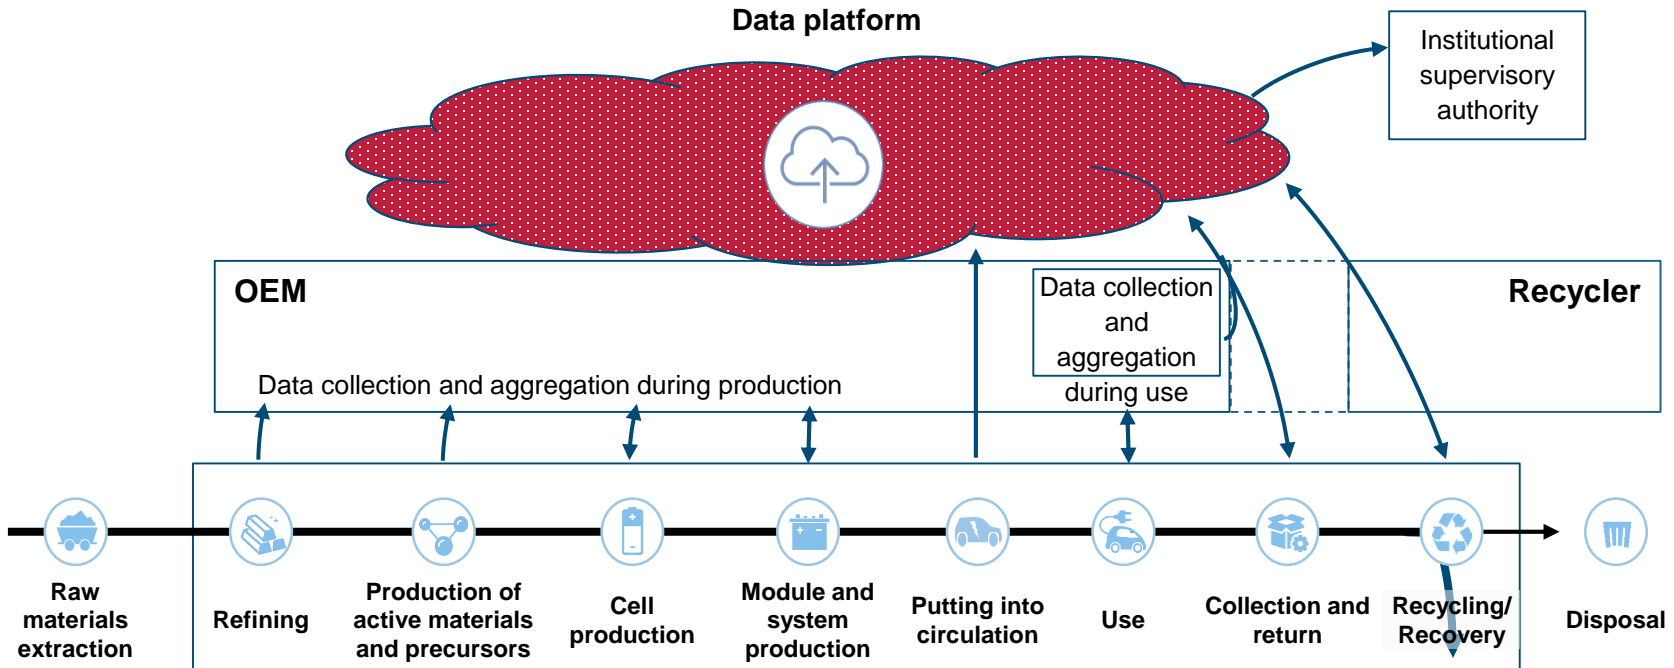 Data platform
Institutional
supervisory
authority
OEM
Data collection
and
aggregation
during use
Recycler
Data collection and aggregation during production
Raw
materials
extraction
Refining
Production of
active materials
and precursors
Cell
production
Module and
system
production
Putting into
circulation
Use
Collection and
return
Recycling/
Recovery
Disposal